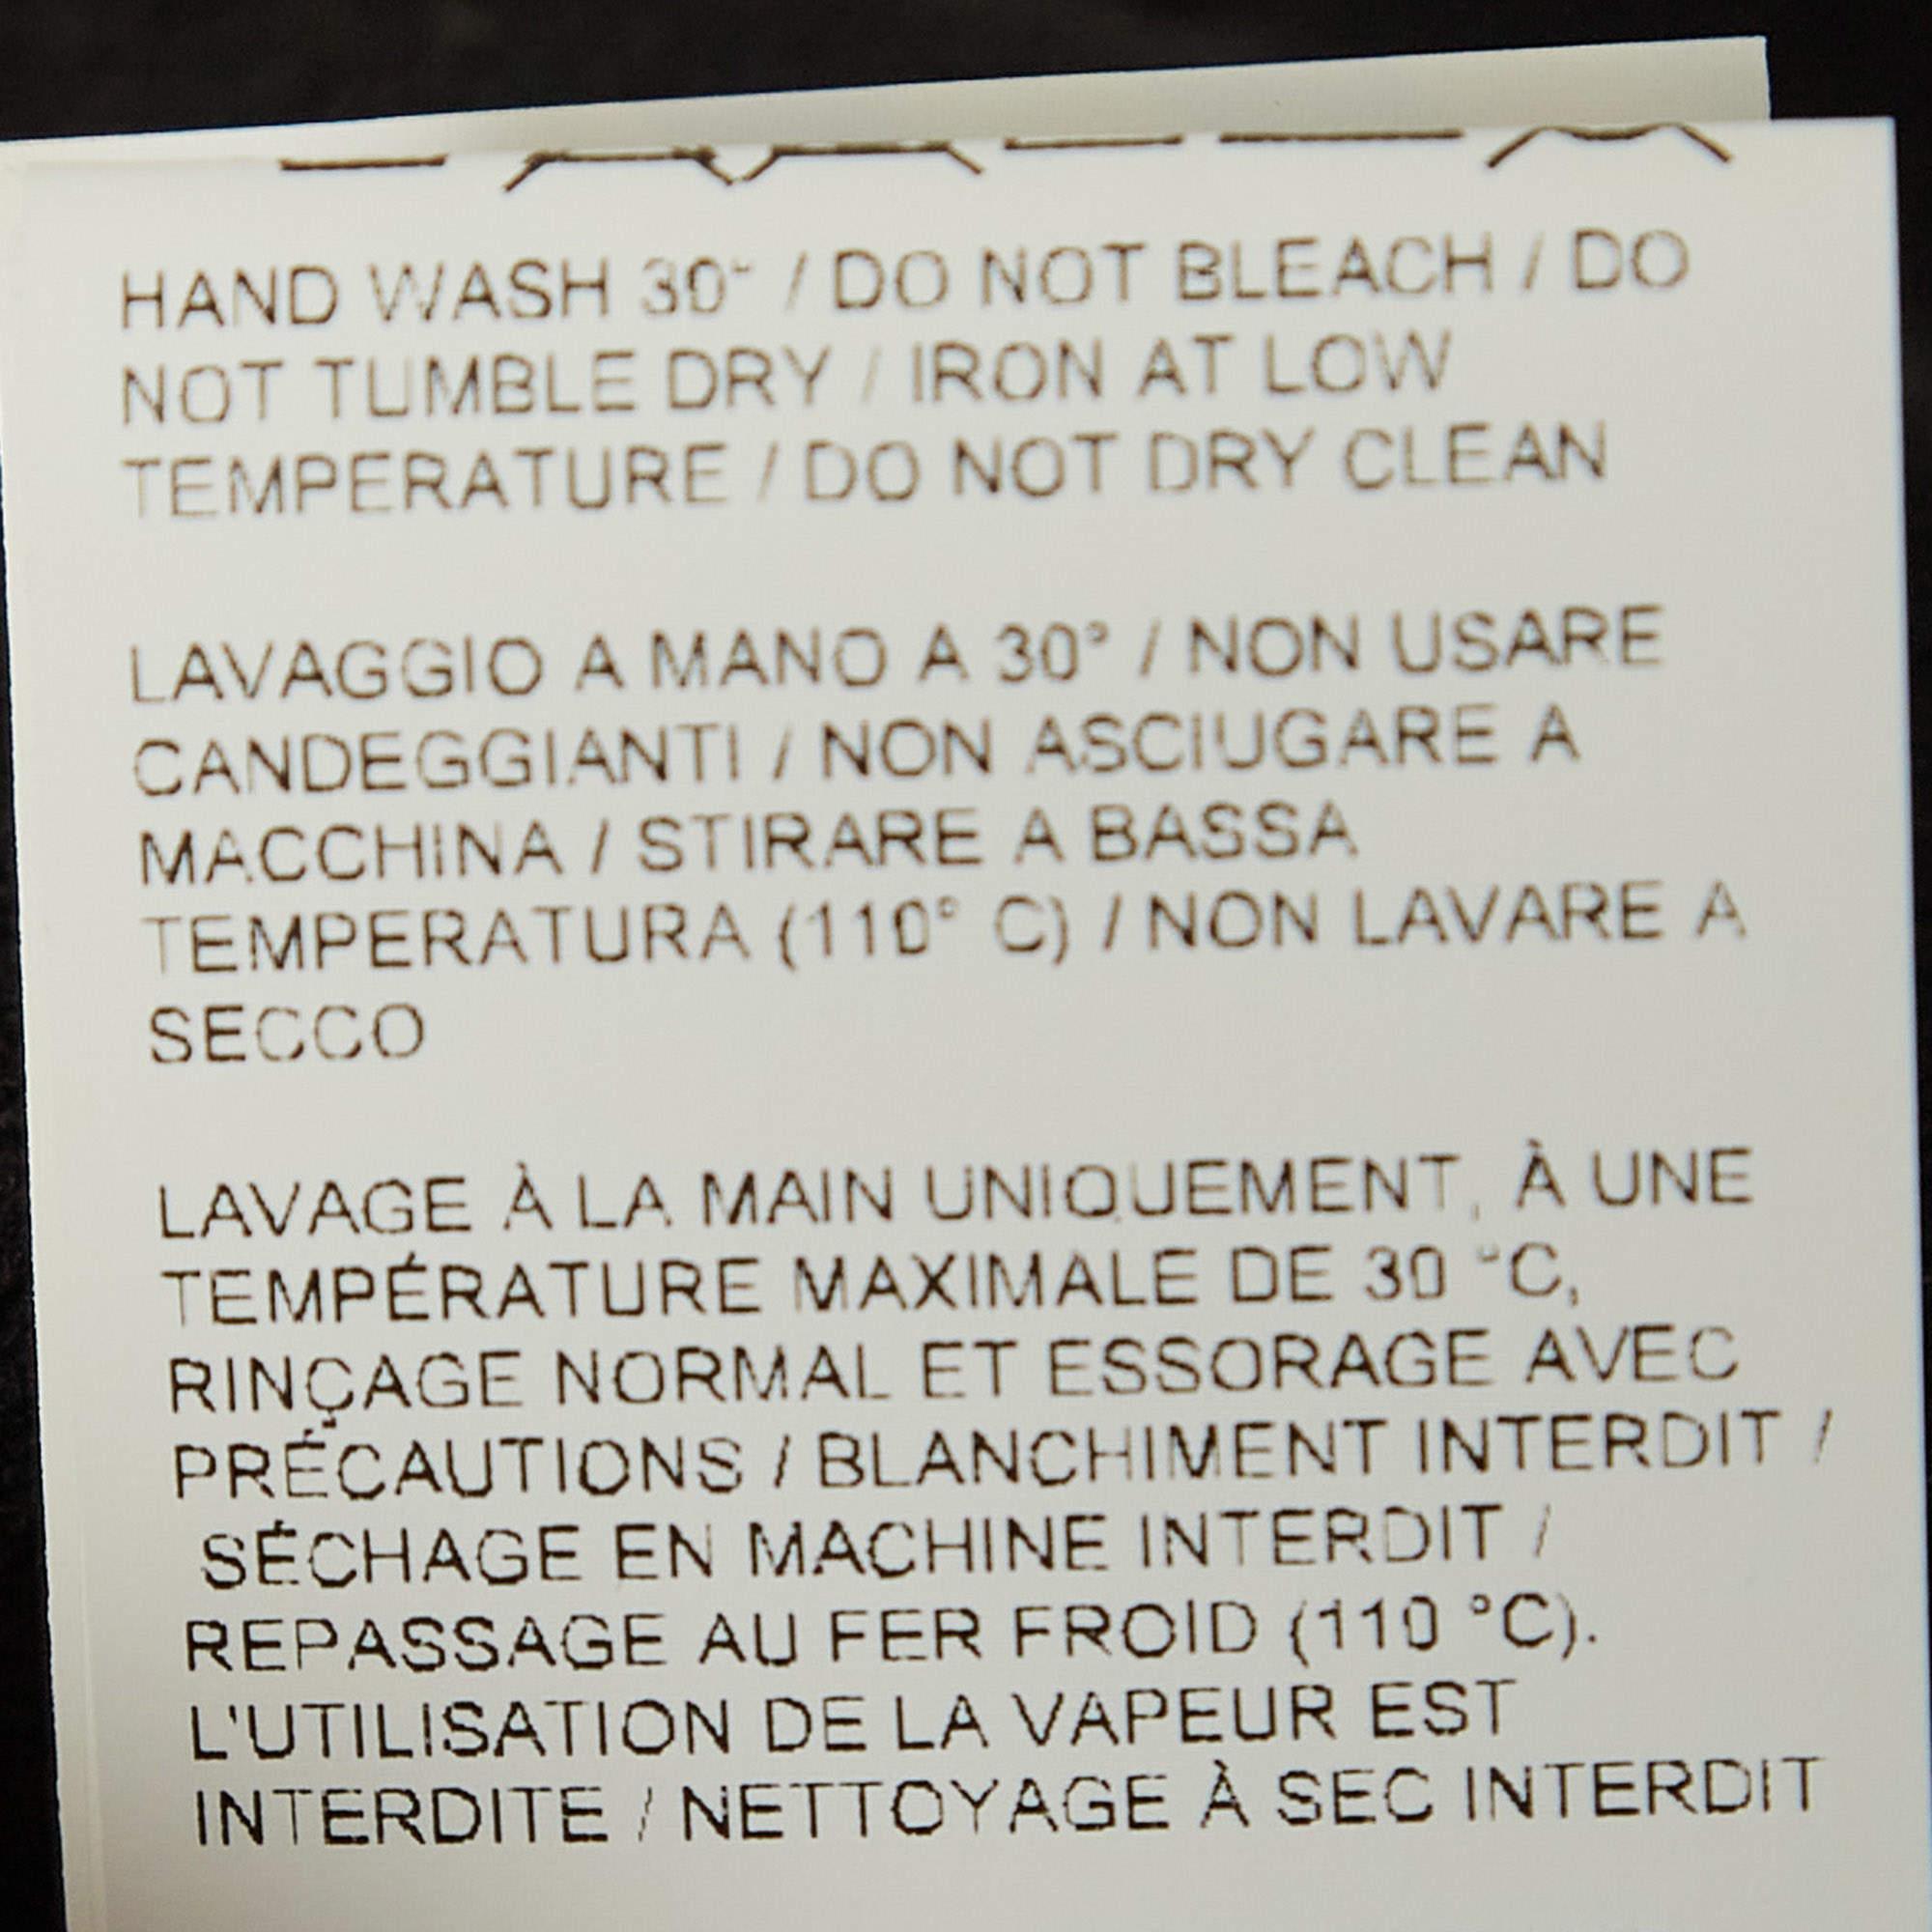 HAND WASH 30° / DO NOT BLEACH / DO
NOT TUMBLE DRY / IRON AT LOW
TEMPERATURE / DO NOT DRY CLEAN
LAVAGGIO A MANO A 30° / NON USARE
CANDEGGIANTI / NON ASCIUGARE A
MACCHINA / STIRARE A BASSA
TEMPERATURA (110° C) / NON LAVARE A
SECCO
LAVAGE À LA MAIN UNIQUEMENT, À UNE
TEMPÉRATURE MAXIMALE DE 30 °C,
RINÇAGE NORMAL ET ESSORAGE AVEC
PRÉCAUTIONS / BLANCHIMENT INTERDIT /
SÉCHAGE EN MACHINE INTERDIT /
REPASSAGE AU FER FROID (110 °C).
L'UTILISATION DE LA VAPEUR EST
INTERDITE / NETTOYAGE À SEC INTERDIT